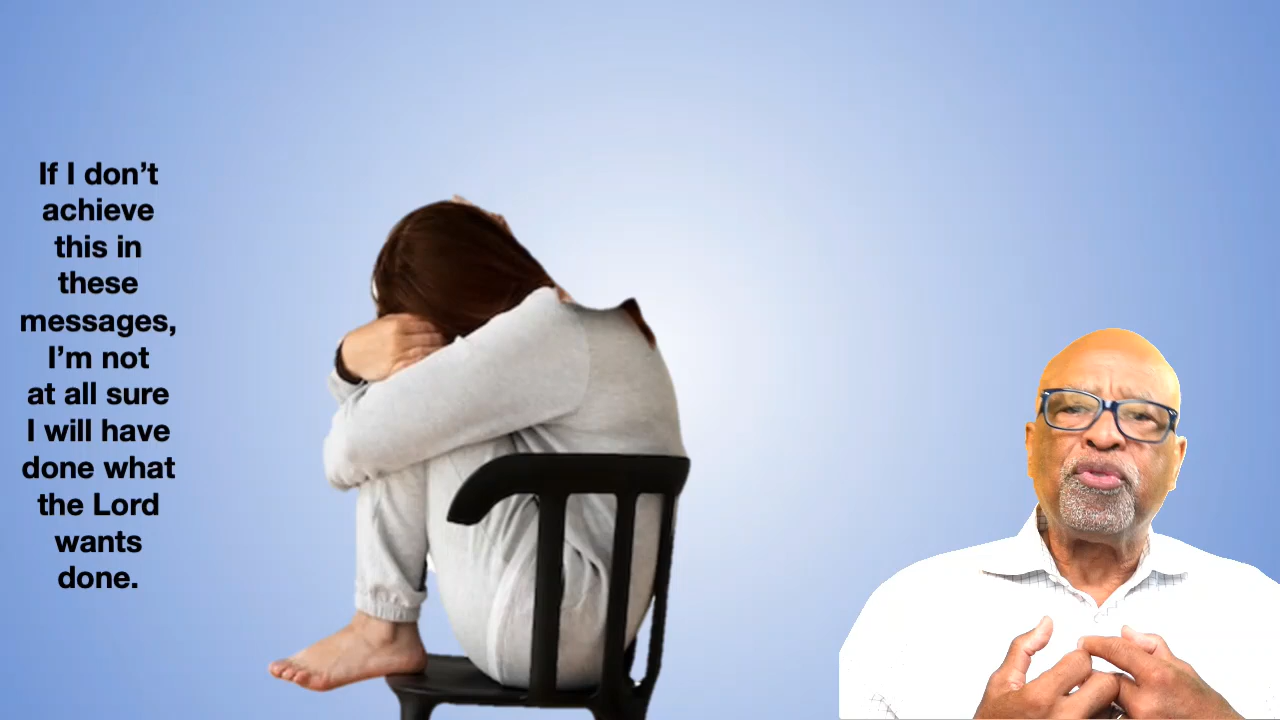 If I don’t
achieve
this in
these
messages,
I’m not
at all sure
I will have
done what
the Lord
wants
done.